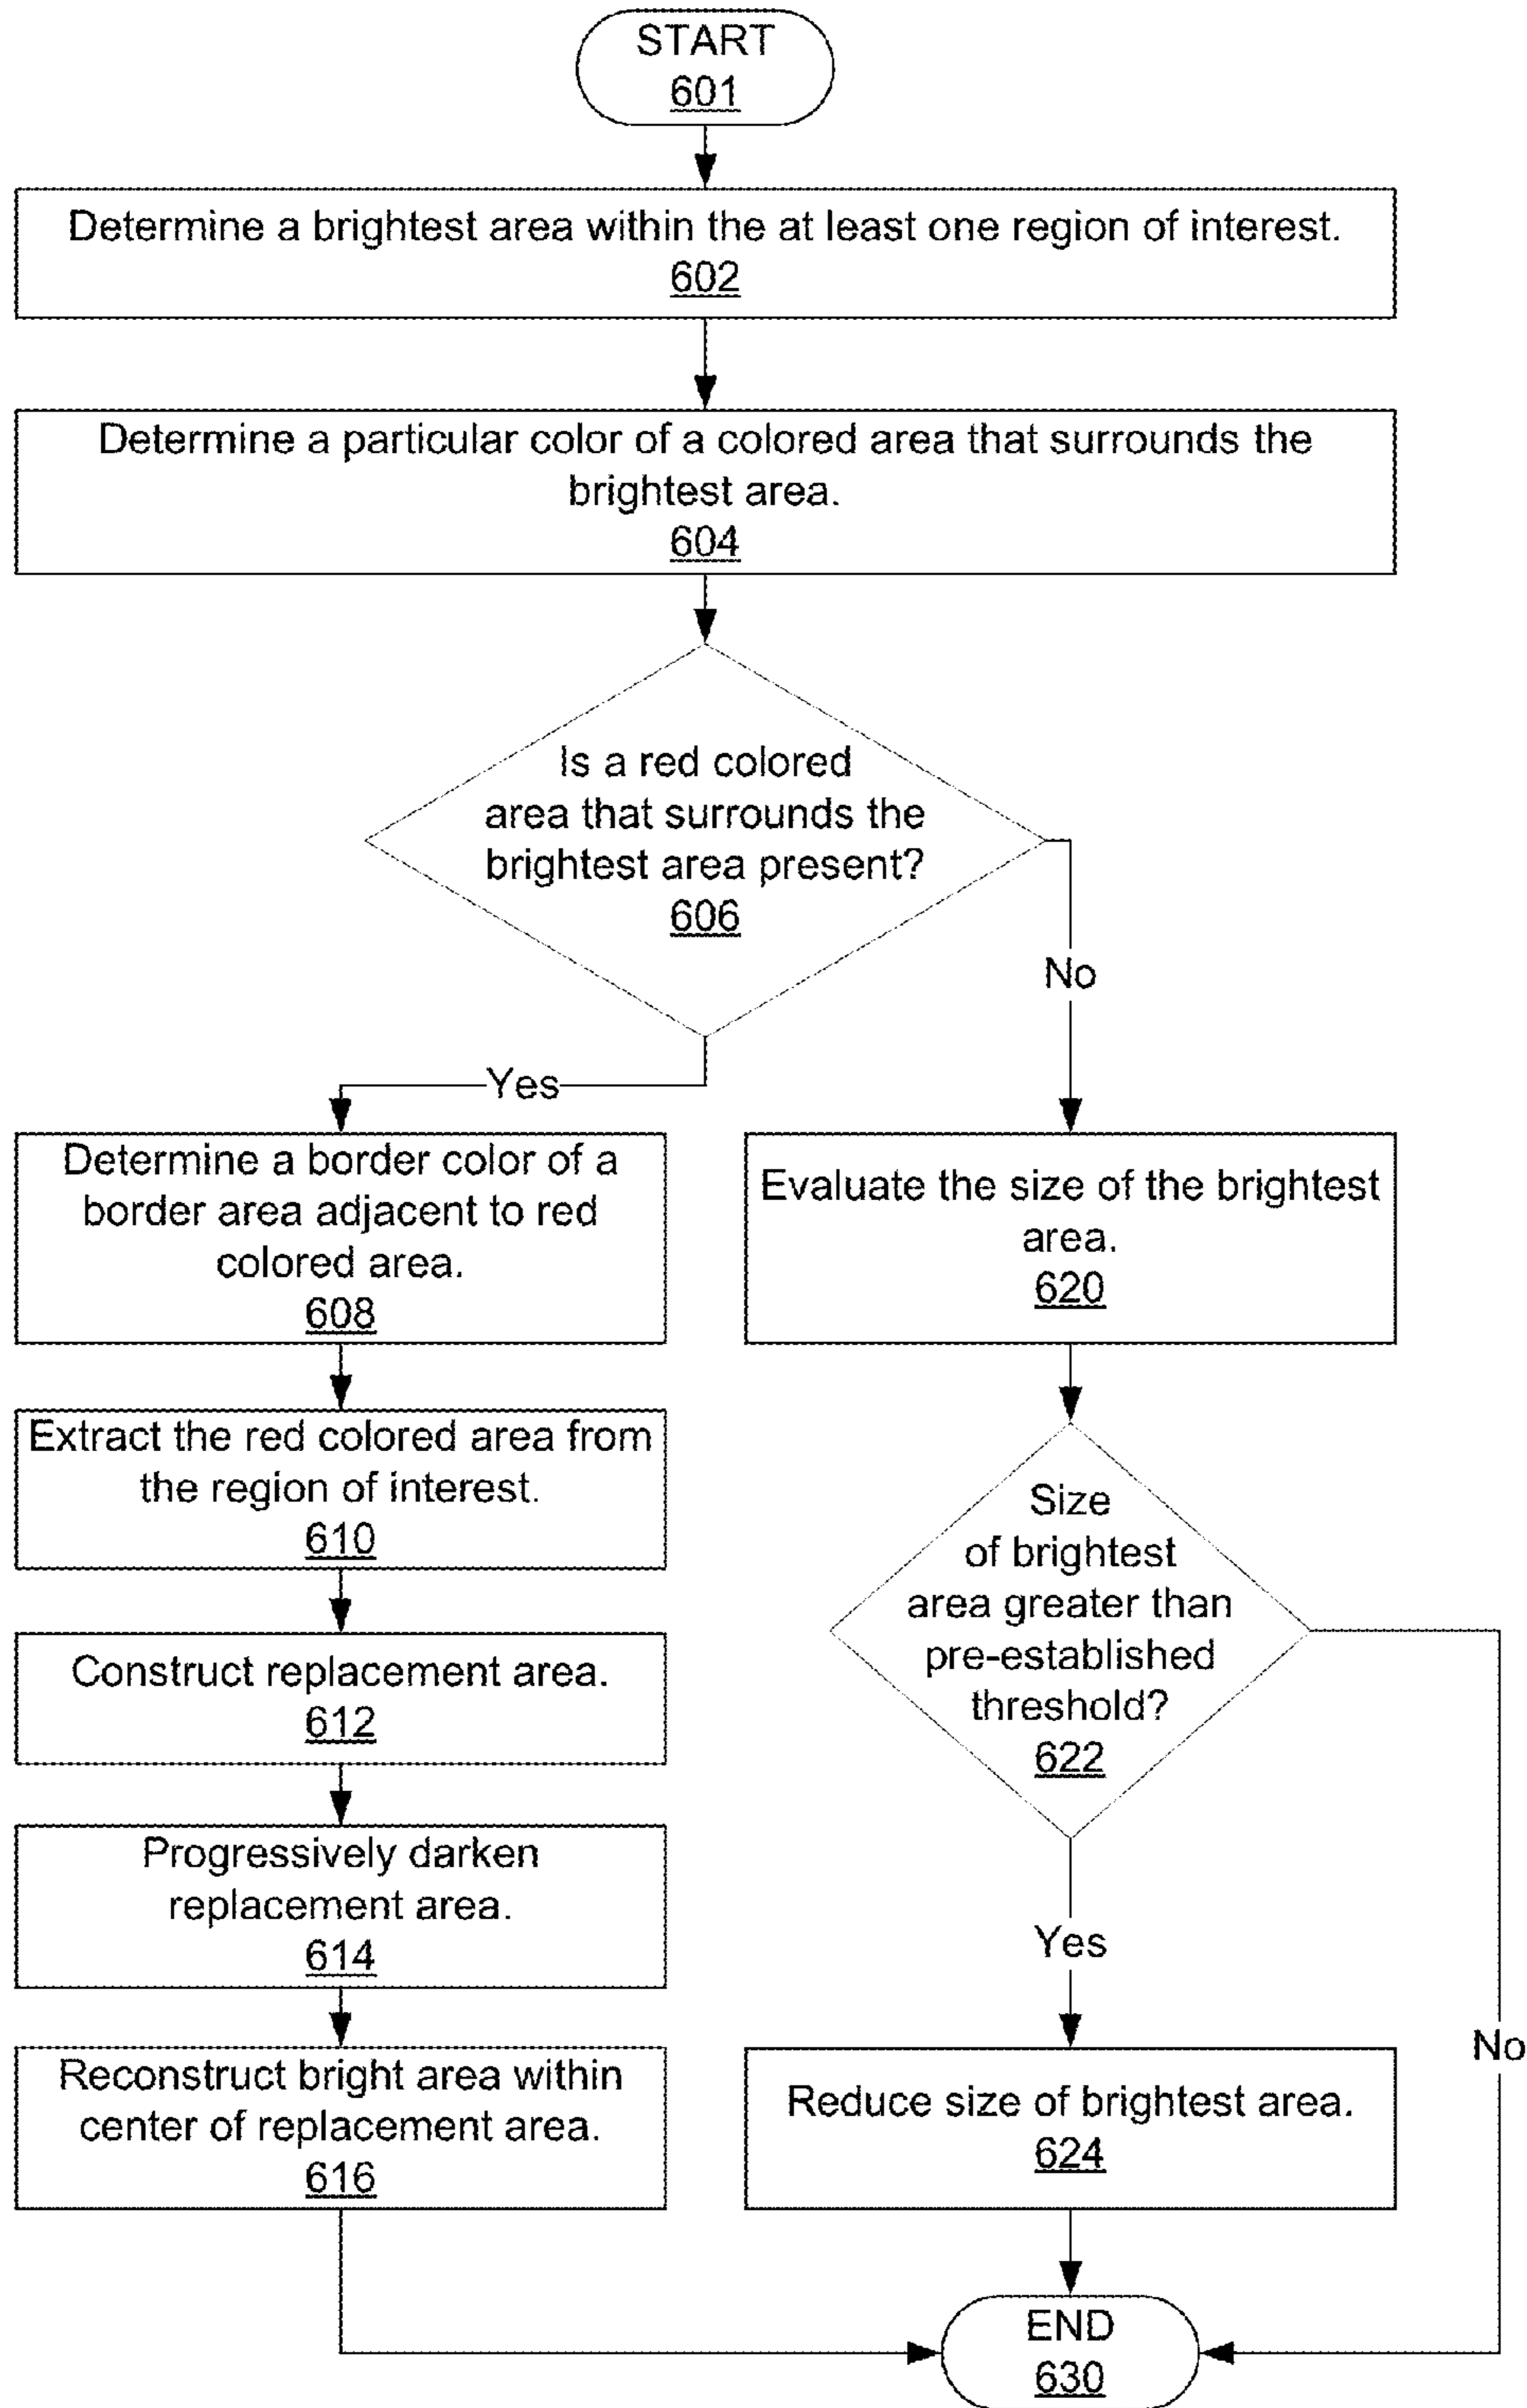 START
601
Determine a brightest area within the at least one region of interest.
602
Determine a particular color of a colored area that surrounds the
brightest area.
604
Is a red colored
area that surrounds the
brightest area present?
606
No
Yes
Determine a border color of a
border area adjacent to red
colored area.
608
Extract the red colored area from
the region of interest.
610
Construct replacement area.
612
Progressively darken
replacement area.
614
Reconstruct bright area within
center of replacement area.
616
Evaluate the size of the brightest
area.
620
Size
of brightest
area greater than
pre-established
threshold?
622
Yes
No
Reduce size of brightest area.
624
END
630